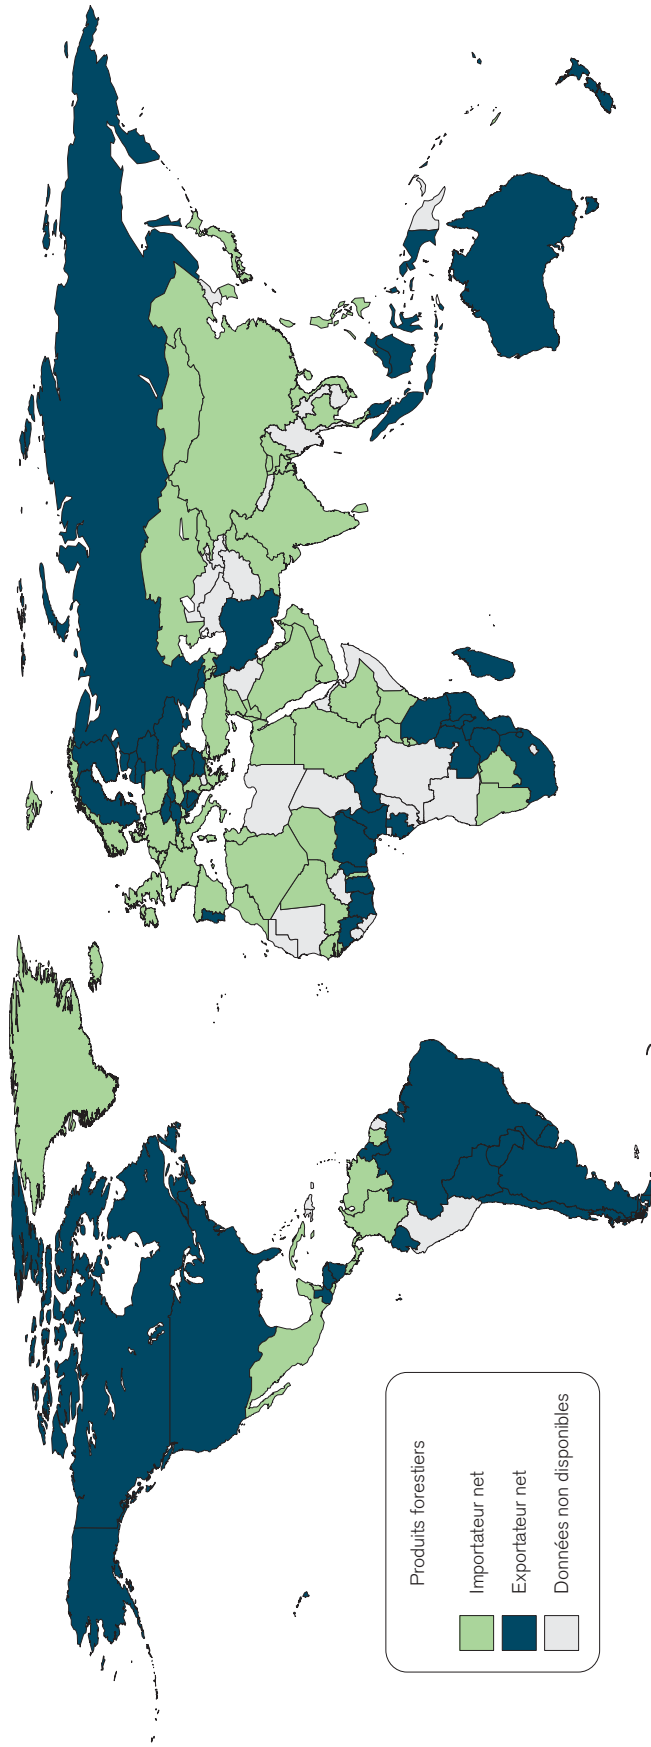 Produits forestiers
Importateur net
Exportateur net
Données non disponibles